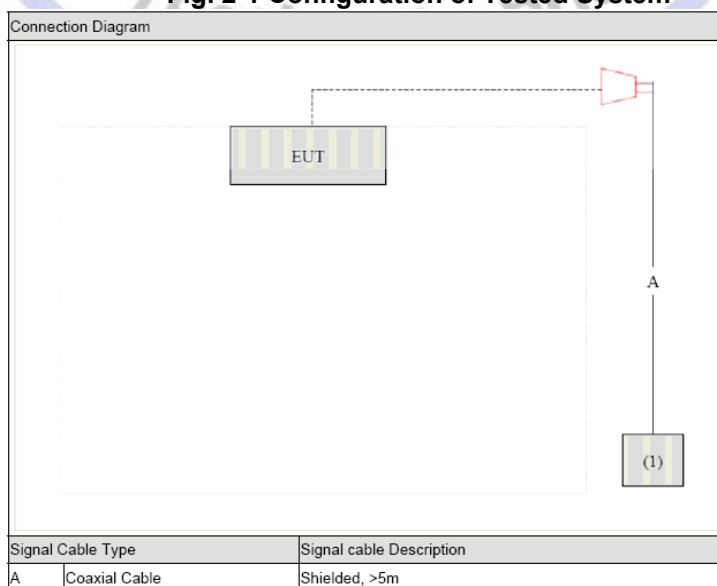 Fig. 2-1 Configuration of Tested System
Connection Diagram
EUT
A
(1)
Signal Cable Type Signal cable Description
A Coaxial Cable Shielded, >5m